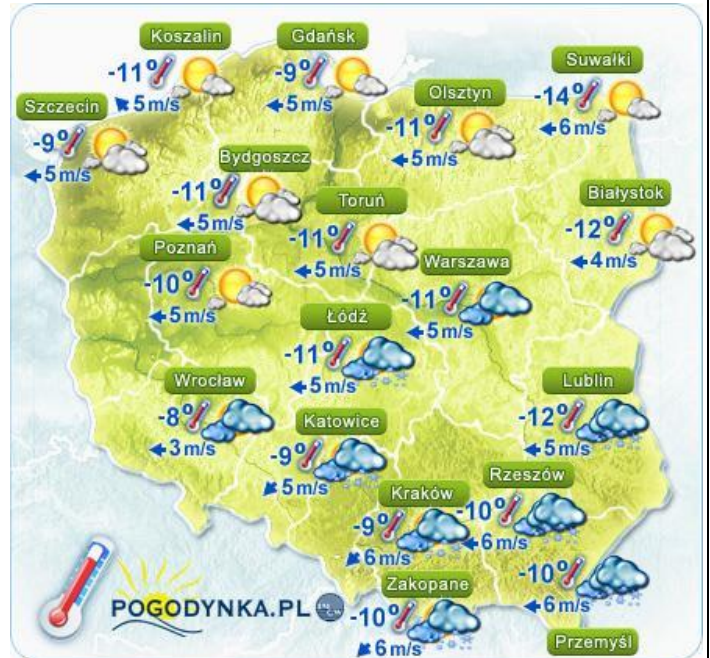 Koszalin
-11°
5 m/s
Gdańsk
-9°
5 m/s
Suwałki
-14°
6 m/s
Szczecin
-9°
5 m/s
Olsztyn
-11°
5 m/s
Bydgoszcz
-11°
5 m/s
Toruń
-11°
5 m/s
Białystok
-12°
4 m/s
Poznań
-10°
5 m/s
Warszawa
-11°
5 m/s
Łódź
-11°
5 m/s
Wrocław
-8°
3 m/s
Katowice
-9°
5 m/s
Lublin
-12°
5 m/s
Kraków
-9°
6 m/s
Rzeszów
-10°
6 m/s
Zakopane
-10°
6 m/s
-10°
6 m/s
Przemyśl
POGODYNKA.PL